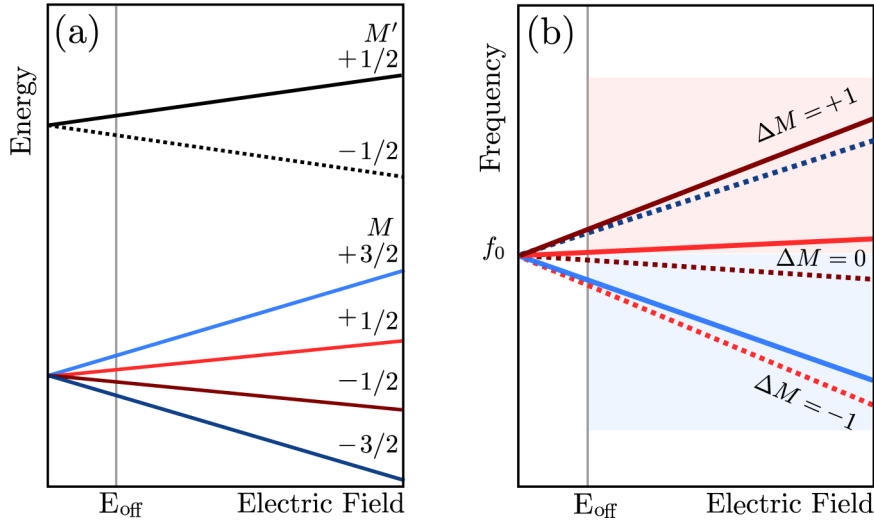 (a)
M′
+1/2
−1/2
M
+3/2
+1/2
−1/2
−3/2
Energy
E_off
Electric Field
(b)
ΔM = +1
ΔM = 0
ΔM = −1
Frequency
f₀
E_off
Electric Field